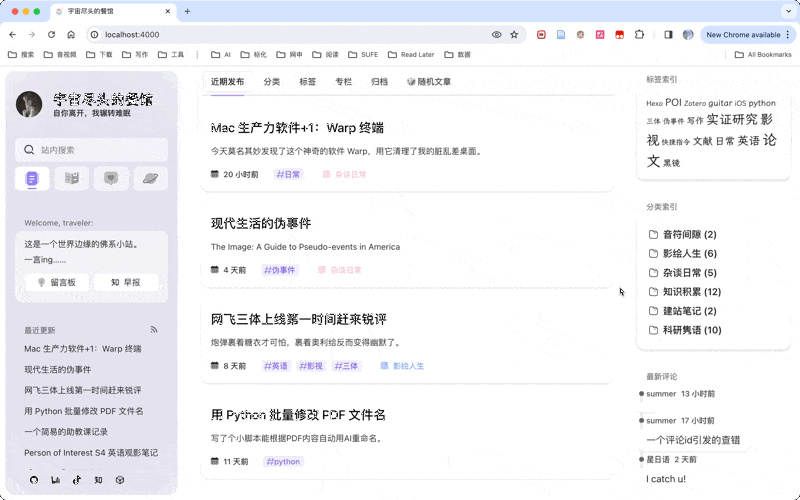 宇宙尽头的餐馆
localhost:4000
New Chrome available
搜索
音视频
下载
写作
工具
AI
标化
网申
阅读
SUFE
Read Later
数据
All Bookmarks
宇宙尽头的餐馆
自你离开，我辗转难眠
站内搜索
Welcome, traveler:
这是一个世界边缘的佛系小站。
一言ing......
留言板
知 早报
最近更新
Mac 生产力软件+1：Warp 终端
现代生活的伪事件
网飞三体上线第一时间赶来锐评
用 Python 批量修改 PDF 文件名
一个简易的助教课记录
Person of Interest S4 英语观影笔记
知
近期发布
分类
标签
专栏
归档
随机文章
Mac 生产力软件+1：Warp 终端
今天莫名其妙发现了这个神奇的软件 Warp，用它清理了我的脏乱差桌面。
20 小时前
#日常
杂谈日常
现代生活的伪事件
The Image: A Guide to Pseudo-events in America
4 天前
#伪事件
杂谈日常
网飞三体上线第一时间赶来锐评
炮弹裹着糖衣才可怕，裹着奥利给反而变得幽默了。
8 天前
#英语
#影视
#三体
影绘人生
用 Python 批量修改 PDF 文件名
写了个小脚本能根据PDF内容自动用AI重命名。
11 天前
#python
标签索引
Hexo POI Zotero guitar iOS python
三体 伪事件 写作 实证研究 影
视 快捷指令 文献 日常 英语 论
文 黑镜
分类索引
音符间隙 (2)
影绘人生 (6)
杂谈日常 (5)
知识积累 (12)
建站笔记 (2)
科研隽语 (10)
最新评论
summer 13 小时前
summer 17 小时前
一个评论id引发的查错
星日语 2 天前
I catch u!